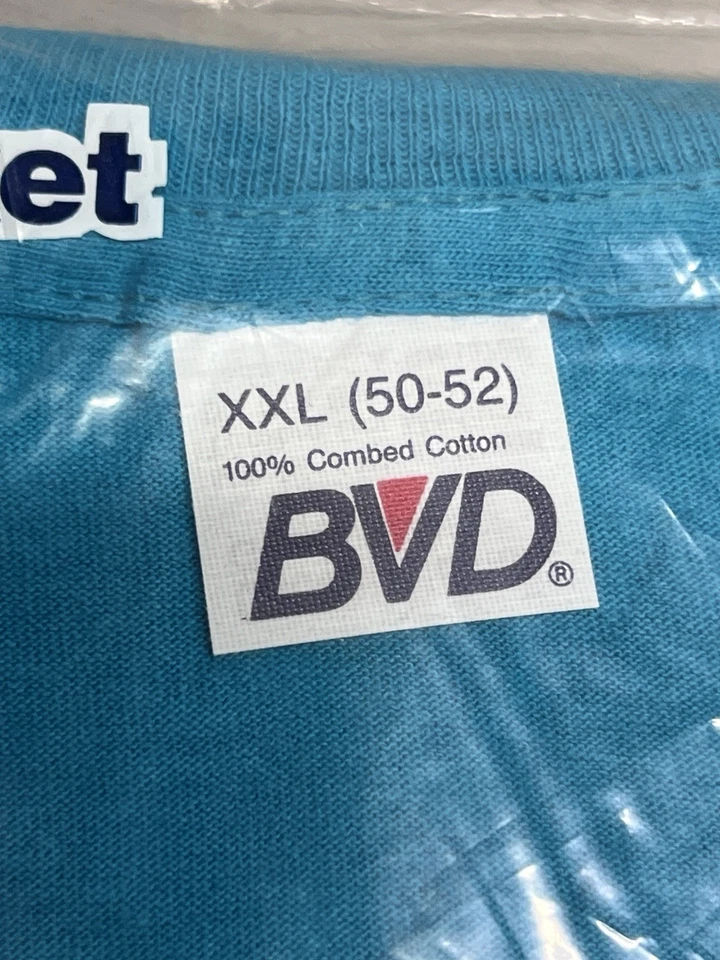 et
XXL (50-52)
100% Combed Cotton
BVD®